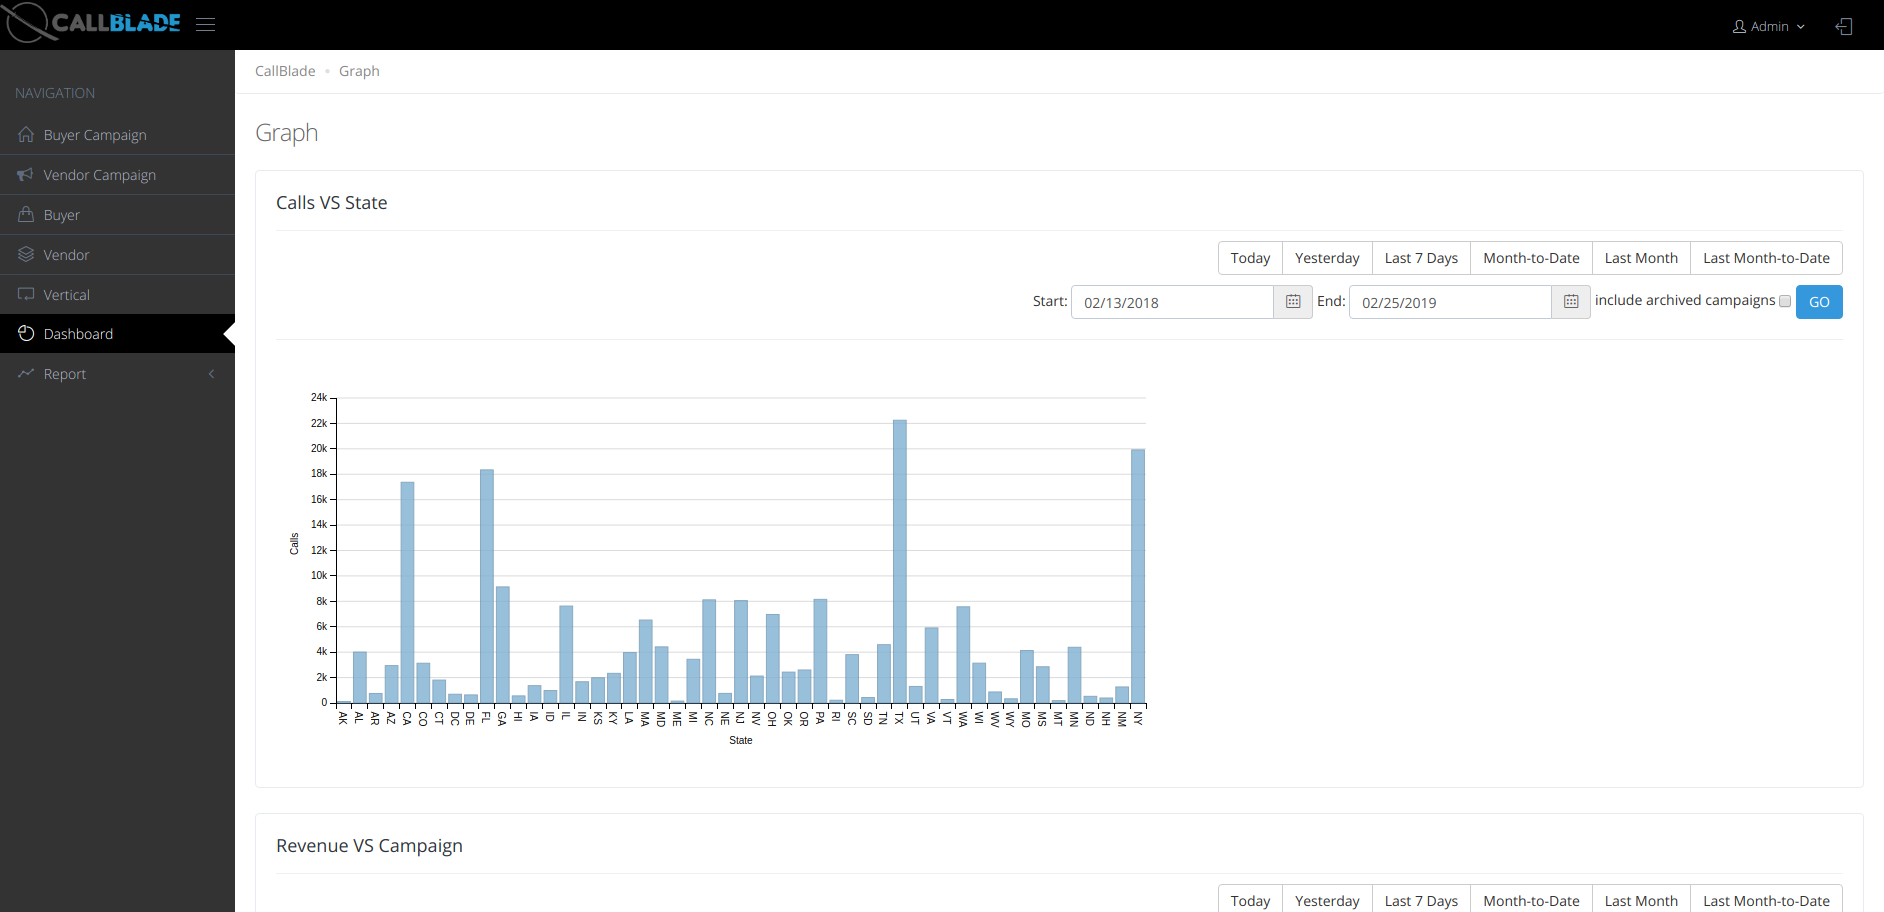 CALLBLADE
Admin
NAVIGATION
Buyer Campaign
Vendor Campaign
Buyer
Vendor
Vertical
Dashboard
Report
CallBlade • Graph
Graph
Calls VS State
Today Yesterday Last 7 Days Month-to-Date Last Month Last Month-to-Date
Start: 02/13/2018 End: 02/25/2019 include archived campaigns GO
24k
22k
20k
18k
16k
14k
12k
10k
8k
6k
4k
2k
0
Calls
AK AL AR AZ CA CO CT DC DE FL GA HI IA ID IL IN KS KY LA MA MD ME MI NC NE NJ NV OH OK OR PA RI SC SD TN TX UT VA VT WA WI WV WY MO MS MT MN ND NH NM NY
State
Revenue VS Campaign
Today Yesterday Last 7 Days Month-to-Date Last Month Last Month-to-Date